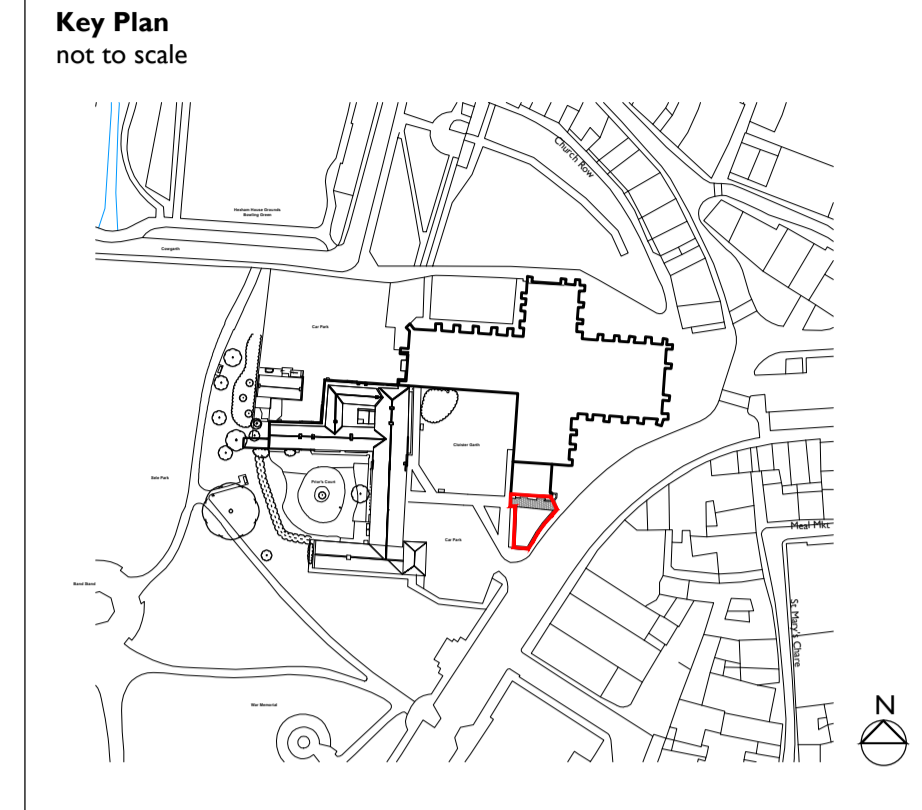 Key Plan
not to scale
Church Row
Hexham House Grounds
Bowling Green
Cowgarth
Car Park
Cloister Garth
Sele Park
Prior's Court
Car Park
Meal Mkt
Band Stand
St Mary's Chare
War Memorial
N